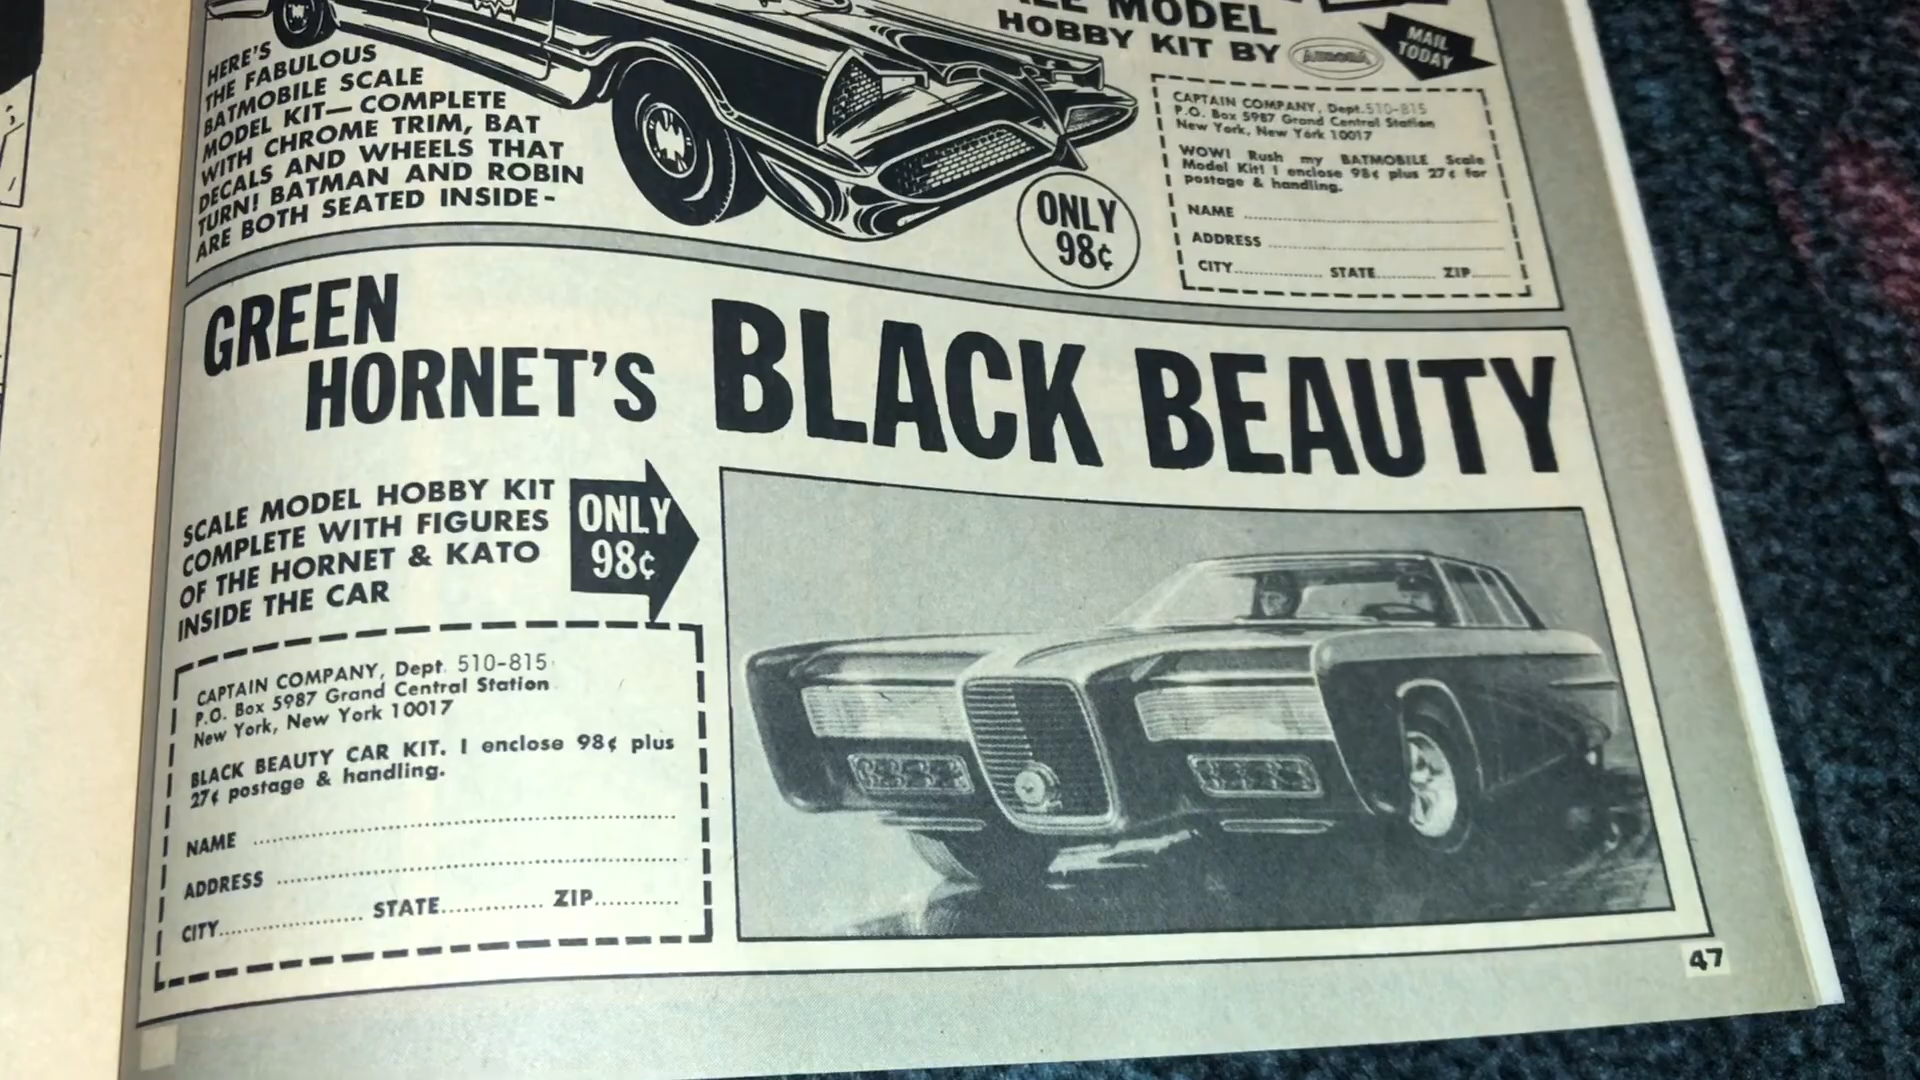 MODEL
HOBBY KIT BY
AURORA
MAIL
TODAY
HERE'S
THE FABULOUS
BATMOBILE SCALE
MODEL KIT—COMPLETE
WITH CHROME TRIM, BAT
DECALS AND WHEELS THAT
TURN! BATMAN AND ROBIN
ARE BOTH SEATED INSIDE-
ONLY
98¢
CAPTAIN COMPANY, Dept. 510-815
P.O. Box 5987 Grand Central Station
New York, New York 10017
WOW! Rush my BATMOBILE Scale
Model Kit! I enclose 98¢ plus 27¢ for
postage & handling.
NAME
ADDRESS
CITY STATE ZIP
GREEN
HORNET'S
BLACK BEAUTY
SCALE MODEL HOBBY KIT
COMPLETE WITH FIGURES
OF THE HORNET & KATO
INSIDE THE CAR
ONLY
98¢
CAPTAIN COMPANY, Dept. 510-815
P.O. Box 5987 Grand Central Station
New York, New York 10017
BLACK BEAUTY CAR KIT. I enclose 98¢ plus
27¢ postage & handling.
NAME
ADDRESS
CITY STATE ZIP
47